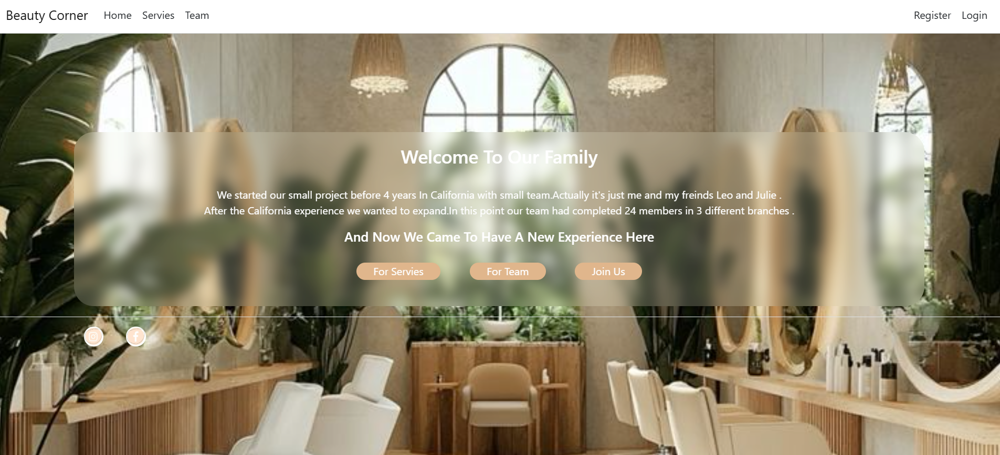 Beauty Corner Home Servies Team Register Login
Welcome To Our Family
We started our small project before 4 years In California with small team.Actually it's just me and my freinds Leo and Julie .
After the California experience we wanted to expand.In this point our team had completed 24 members in 3 different branches .
And Now We Came To Have A New Experience Here
For Servies For Team Join Us